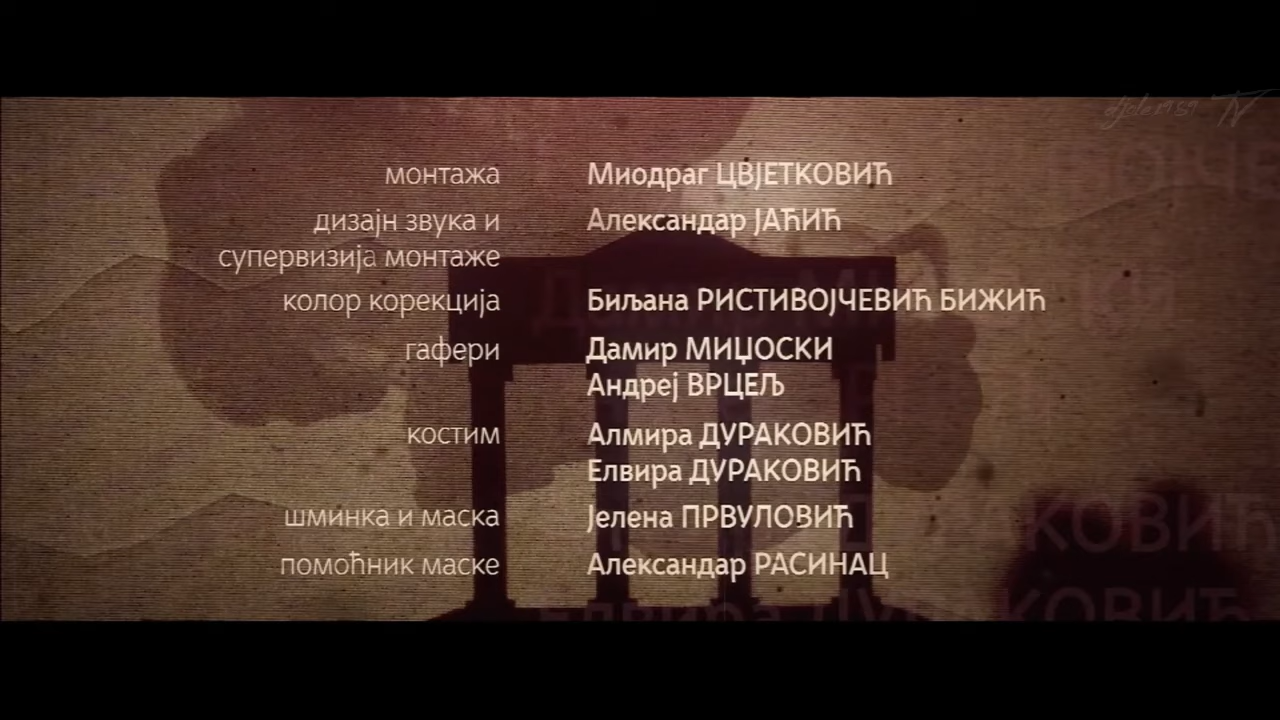 монтажа Миодраг ЦВЈЕТКОВИЋ
дизајн звука и Александар ЈАЋИЋ
супервизија монтаже
колор корекција Биљана РИСТИВОЈЧЕВИЋ БИЖИЋ
гафери Дамир МИЏОСКИ
Андреј ВРЦЕЉ
костим Алмира ДУРАКОВИЋ
Елвира ДУРАКОВИЋ
шминка и маска Јелена ПРВУЛОВИЋ
помоћник маске Александар РАСИНАЦ